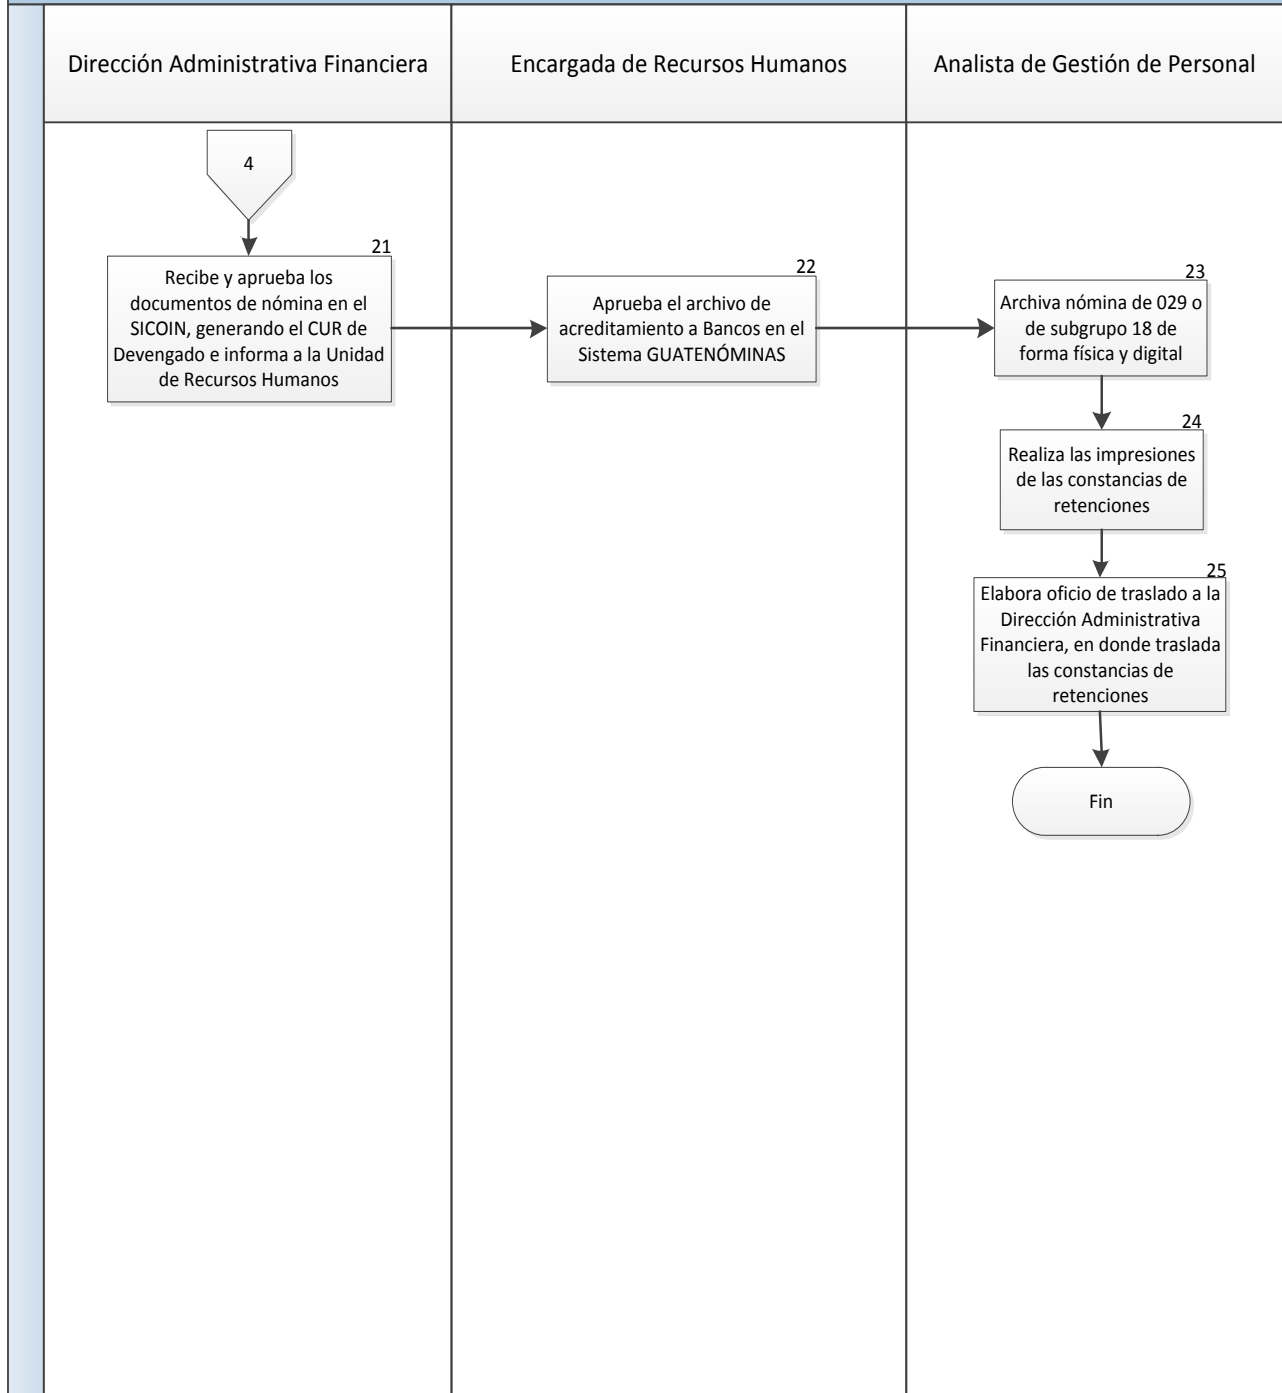 Dirección Administrativa Financiera
Encargada de Recursos Humanos
Analista de Gestión de Personal
4
21
Recibe y aprueba los
documentos de nómina en el
SICOIN, generando el CUR de
Devengado e informa a la Unidad
de Recursos Humanos
22
Aprueba el archivo de
acreditamiento a Bancos en el
Sistema GUATENÓMINAS
23
Archiva nómina de 029 o
de subgrupo 18 de
forma física y digital
24
Realiza las impresiones
de las constancias de
retenciones
25
Elabora oficio de traslado a la
Dirección Administrativa
Financiera, en donde traslada
las constancias de
retenciones
Fin